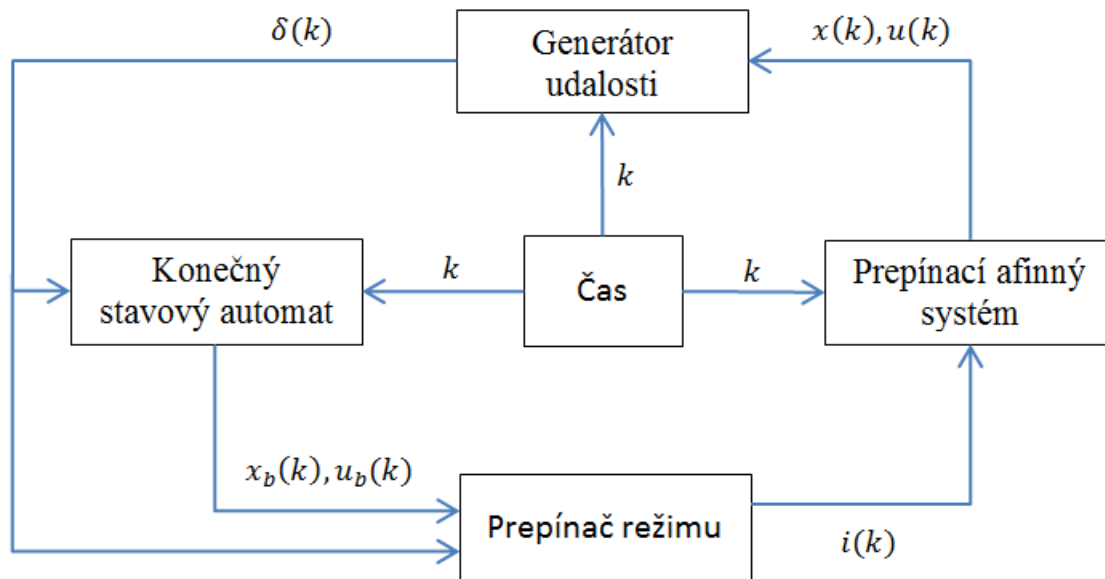 δ(k)
Generátor
udalosti
x(k), u(k)
k
Konečný
stavový automat
k
Čas
k
Prepínací afinný
systém
x_b(k), u_b(k)
Prepínač režimu
i(k)